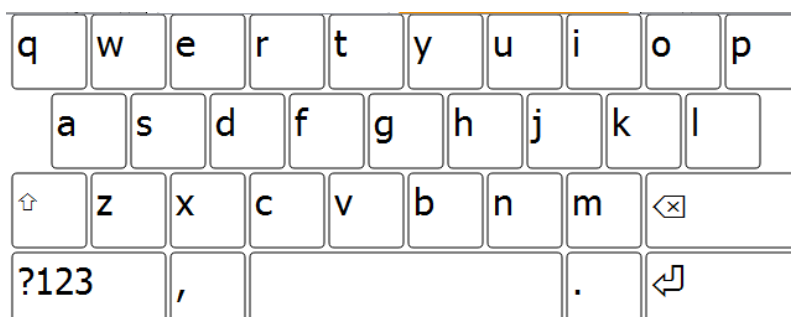 q w e r t y u i o p
a s d f g h j k l
⇧ z x c v b n m ⌫
?123 , . ⏎